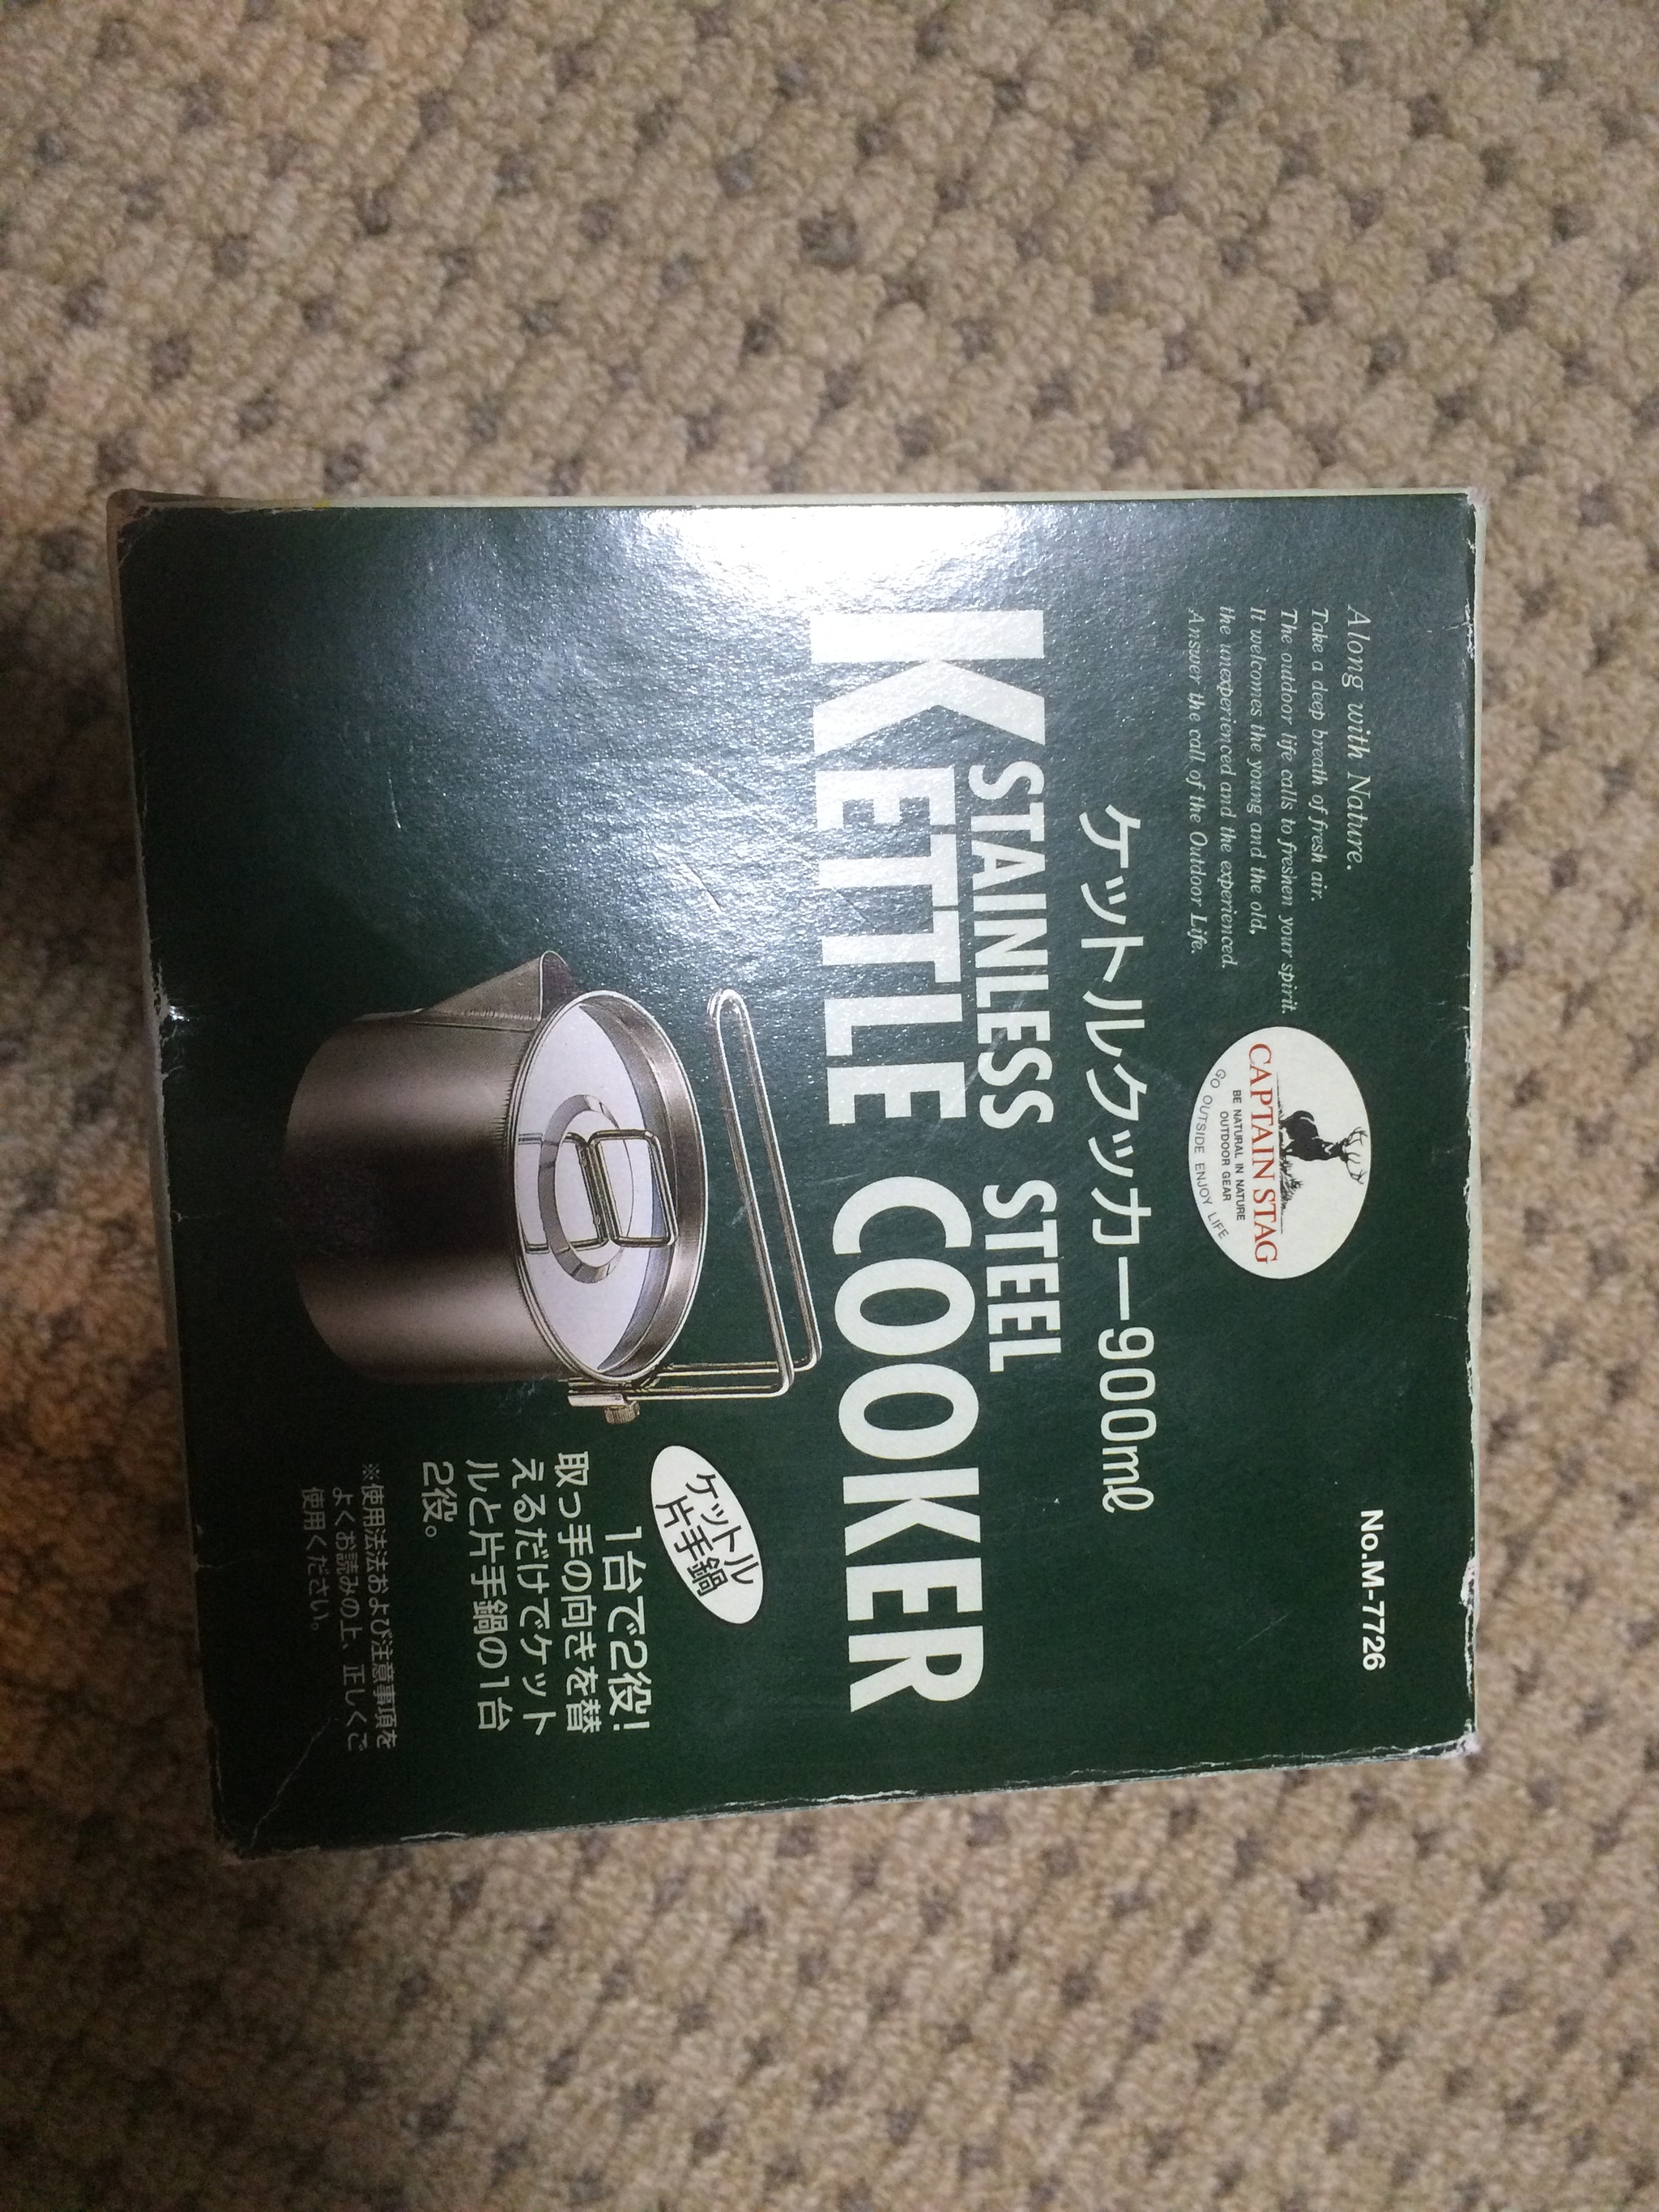 Along with Nature.
Take a deep breath of fresh air.
The outdoor life calls to freshen your spirit.
It welcomes the young and the old,
the unexperienced and the experienced.
Answer the call of the Outdoor Life.
No.M-7726
CAPTAIN STAG
BE NATURAL IN NATURE
OUTDOOR GEAR
GO OUTSIDE ENJOY LIFE
ケットルクッカー900mℓ
STAINLESS STEEL
KETTLE COOKER
ケットル
片手鍋
1台で2役!
取っ手の向きを替
えるだけでケット
ルと片手鍋の1台
2役。
※使用法法および注意事項を
よくお読みの上、正しくご
使用ください。